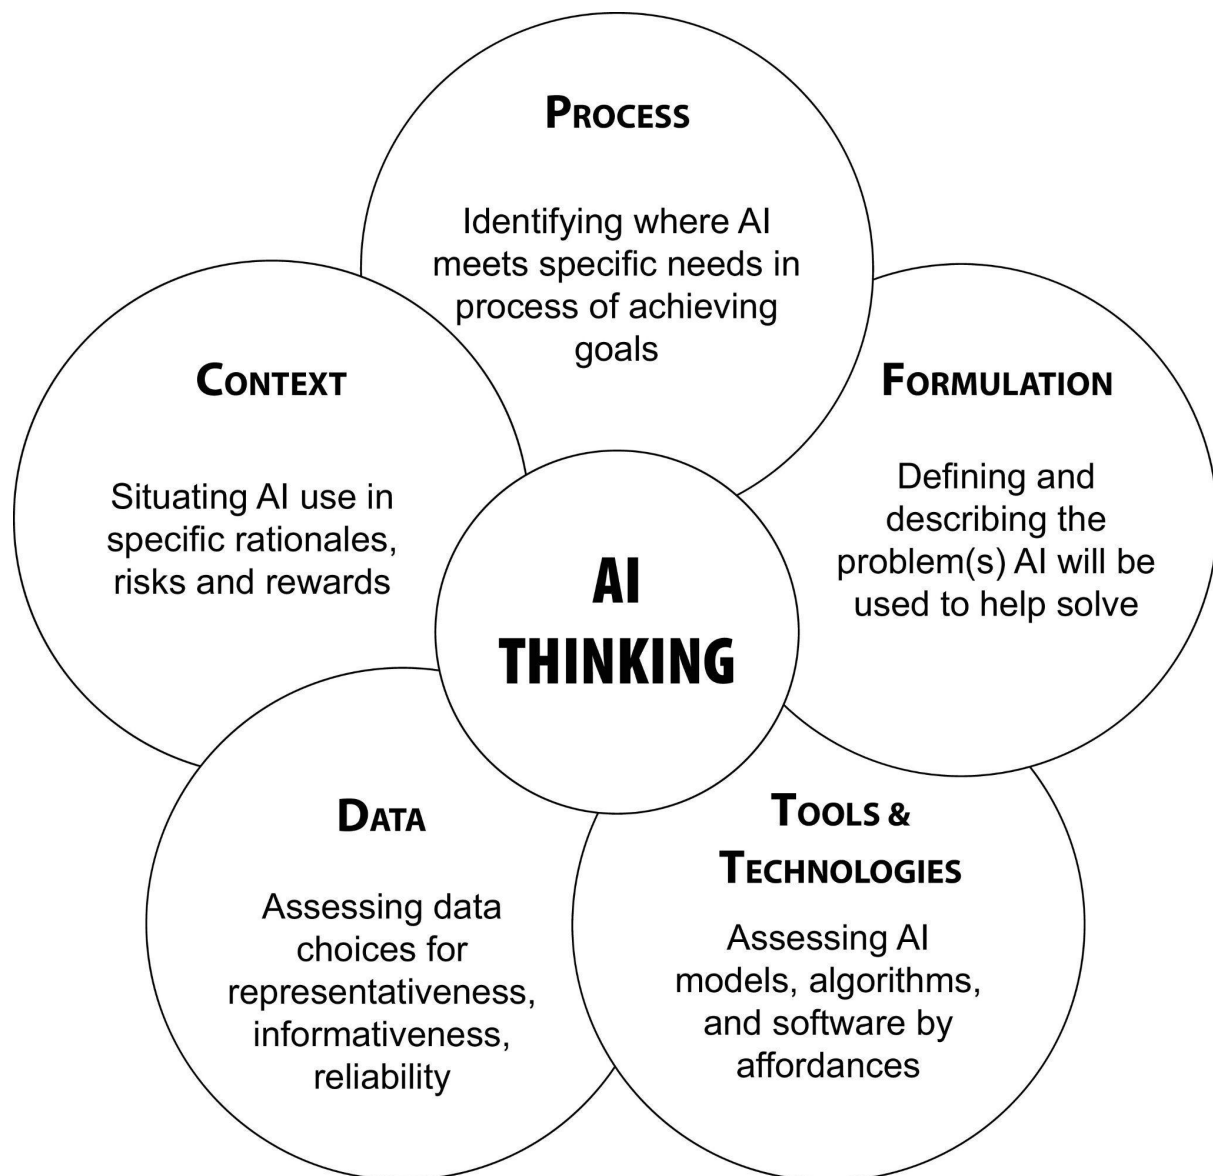 PROCESS
Identifying where AI
meets specific needs in
process of achieving
goals
CONTEXT
Situating AI use in
specific rationales,
risks and rewards
FORMULATION
Defining and
describing the
problem(s) AI will be
used to help solve
AI
THINKING
DATA
Assessing data
choices for
representativeness,
informativeness,
reliability
TOOLS &
TECHNOLOGIES
Assessing AI
models, algorithms,
and software by
affordances